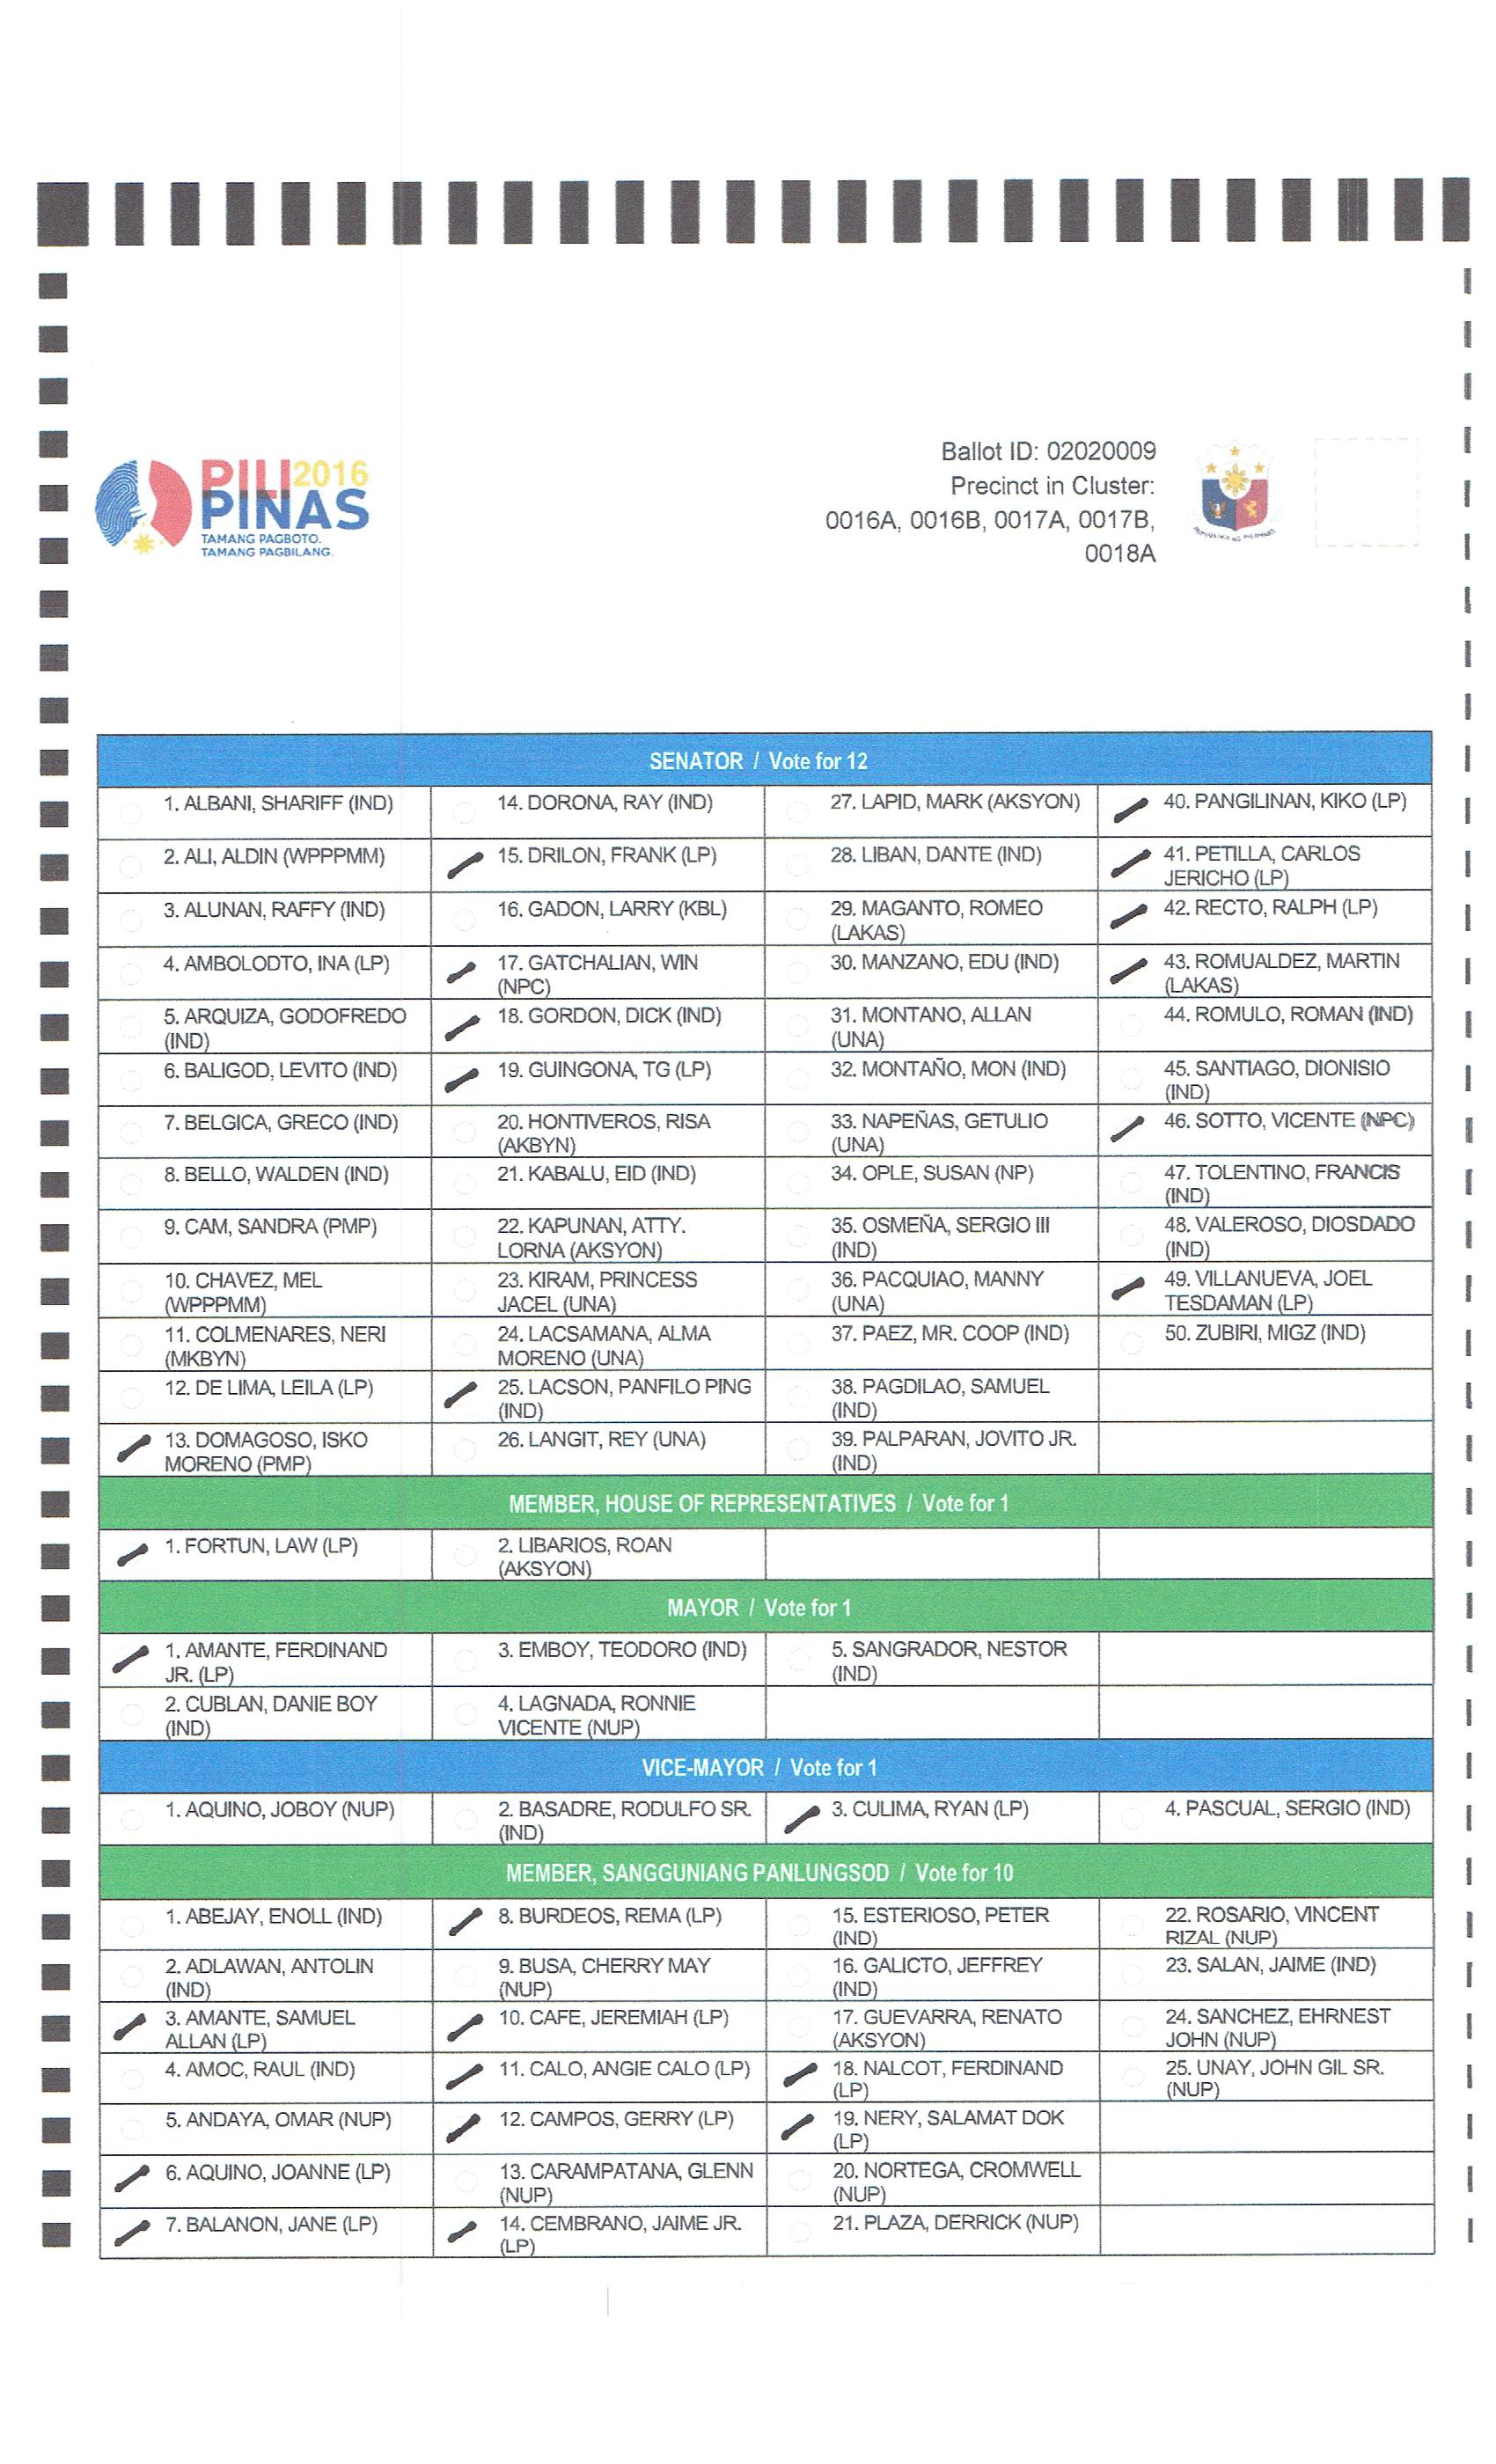 PILI2016
PINAS
TAMANG PAGBOTO.
TAMANG PAGBILANG.
Ballot ID: 02020009
Precinct in Cluster:
0016A, 0016B, 0017A, 0017B,
0018A
REPUBLIKA NG PILIPINAS
SENATOR / Vote for 12
1. ALBANI, SHARIFF (IND)
2. ALI, ALDIN (WPPPMM)
3. ALUNAN, RAFFY (IND)
4. AMBOLODTO, INA (LP)
5. ARQUIZA, GODOFREDO
(IND)
6. BALIGOD, LEVITO (IND)
7. BELGICA, GRECO (IND)
8. BELLO, WALDEN (IND)
9. CAM, SANDRA (PMP)
10. CHAVEZ, MEL
(WPPPMM)
11. COLMENARES, NERI
(MKBYN)
12. DE LIMA, LEILA (LP)
13. DOMAGOSO, ISKO
MORENO (PMP)
14. DORONA, RAY (IND)
15. DRILON, FRANK (LP)
16. GADON, LARRY (KBL)
17. GATCHALIAN, WIN
(NPC)
18. GORDON, DICK (IND)
19. GUINGONA, TG (LP)
20. HONTIVEROS, RISA
(AKBYN)
21. KABALU, EID (IND)
22. KAPUNAN, ATTY.
LORNA (AKSYON)
23. KIRAM, PRINCESS
JACEL (UNA)
24. LACSAMANA, ALMA
MORENO (UNA)
25. LACSON, PANFILO PING
(IND)
26. LANGIT, REY (UNA)
27. LAPID, MARK (AKSYON)
28. LIBAN, DANTE (IND)
29. MAGANTO, ROMEO
(LAKAS)
30. MANZANO, EDU (IND)
31. MONTANO, ALLAN
(UNA)
32. MONTAÑO, MON (IND)
33. NAPEÑAS, GETULIO
(UNA)
34. OPLE, SUSAN (NP)
35. OSMEÑA, SERGIO III
(IND)
36. PACQUIAO, MANNY
(UNA)
37. PAEZ, MR. COOP (IND)
38. PAGDILAO, SAMUEL
(IND)
39. PALPARAN, JOVITO JR.
(IND)
40. PANGILINAN, KIKO (LP)
41. PETILLA, CARLOS
JERICHO (LP)
42. RECTO, RALPH (LP)
43. ROMUALDEZ, MARTIN
(LAKAS)
44. ROMULO, ROMAN (IND)
45. SANTIAGO, DIONISIO
(IND)
46. SOTTO, VICENTE (NPC)
47. TOLENTINO, FRANCIS
(IND)
48. VALEROSO, DIOSDADO
(IND)
49. VILLANUEVA, JOEL
TESDAMAN (LP)
50. ZUBIRI, MIGZ (IND)
MEMBER, HOUSE OF REPRESENTATIVES / Vote for 1
1. FORTUN, LAW (LP)
2. LIBARIOS, ROAN
(AKSYON)
MAYOR / Vote for 1
1. AMANTE, FERDINAND
JR. (LP)
2. CUBLAN, DANIE BOY
(IND)
3. EMBOY, TEODORO (IND)
4. LAGNADA, RONNIE
VICENTE (NUP)
5. SANGRADOR, NESTOR
(IND)
VICE-MAYOR / Vote for 1
1. AQUINO, JOBOY (NUP)
2. BASADRE, RODULFO SR.
(IND)
3. CULIMA, RYAN (LP)
4. PASCUAL, SERGIO (IND)
MEMBER, SANGGUNIANG PANLUNGSOD / Vote for 10
1. ABEJAY, ENOLL (IND)
2. ADLAWAN, ANTOLIN
(IND)
3. AMANTE, SAMUEL
ALLAN (LP)
4. AMOC, RAUL (IND)
5. ANDAYA, OMAR (NUP)
6. AQUINO, JOANNE (LP)
7. BALANON, JANE (LP)
8. BURDEOS, REMA (LP)
9. BUSA, CHERRY MAY
(NUP)
10. CAFE, JEREMIAH (LP)
11. CALO, ANGIE CALO (LP)
12. CAMPOS, GERRY (LP)
13. CARAMPATANA, GLENN
(NUP)
14. CEMBRANO, JAIME JR.
(LP)
15. ESTERIOSO, PETER
(IND)
16. GALICTO, JEFFREY
(IND)
17. GUEVARRA, RENATO
(AKSYON)
18. NALCOT, FERDINAND
(LP)
19. NERY, SALAMAT DOK
(LP)
20. NORTEGA, CROMWELL
(NUP)
21. PLAZA, DERRICK (NUP)
22. ROSARIO, VINCENT
RIZAL (NUP)
23. SALAN, JAIME (IND)
24. SANCHEZ, EHRNEST
JOHN (NUP)
25. UNAY, JOHN GIL SR.
(NUP)